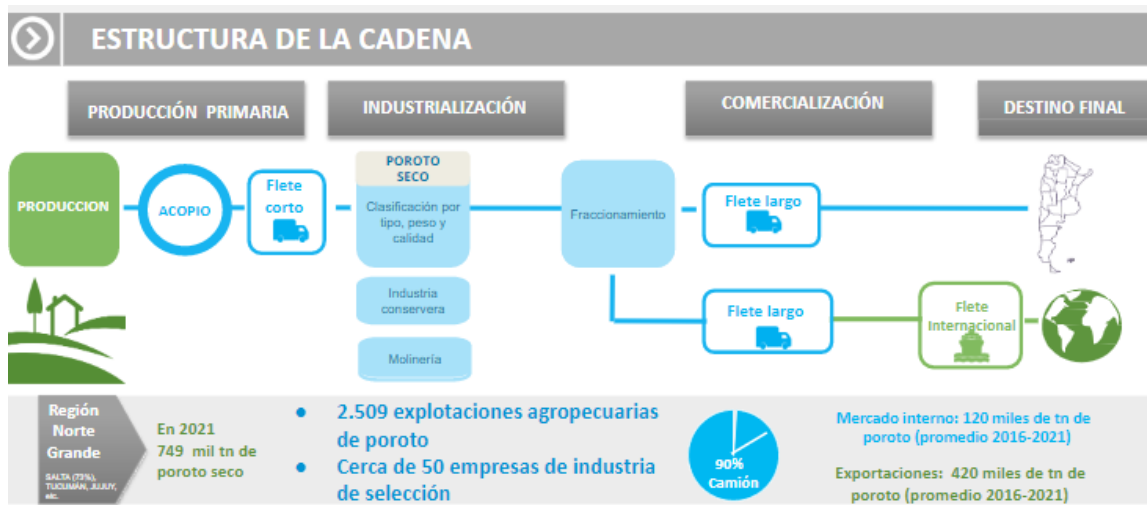 ESTRUCTURA DE LA CADENA
PRODUCCIÓN PRIMARIA
INDUSTRIALIZACIÓN
COMERCIALIZACIÓN
DESTINO FINAL
PRODUCCION
ACOPIO
Flete
corto
POROTO
SECO
Clasificación por
tipo, peso y
calidad
Industria
conservera
Molinería
Fraccionamiento
Flete largo
Flete largo
Flete
Internacional
Región
Norte
Grande
SALTA (73%),
TUCUMÁN, JUJUY,
etc.
En 2021
749 mil tn de
poroto seco
● 2.509 explotaciones agropecuarias
de poroto
● Cerca de 50 empresas de industria
de selección
90%
Camión
Mercado interno: 120 miles de tn de
poroto (promedio 2016-2021)
Exportaciones: 420 miles de tn de
poroto (promedio 2016-2021)